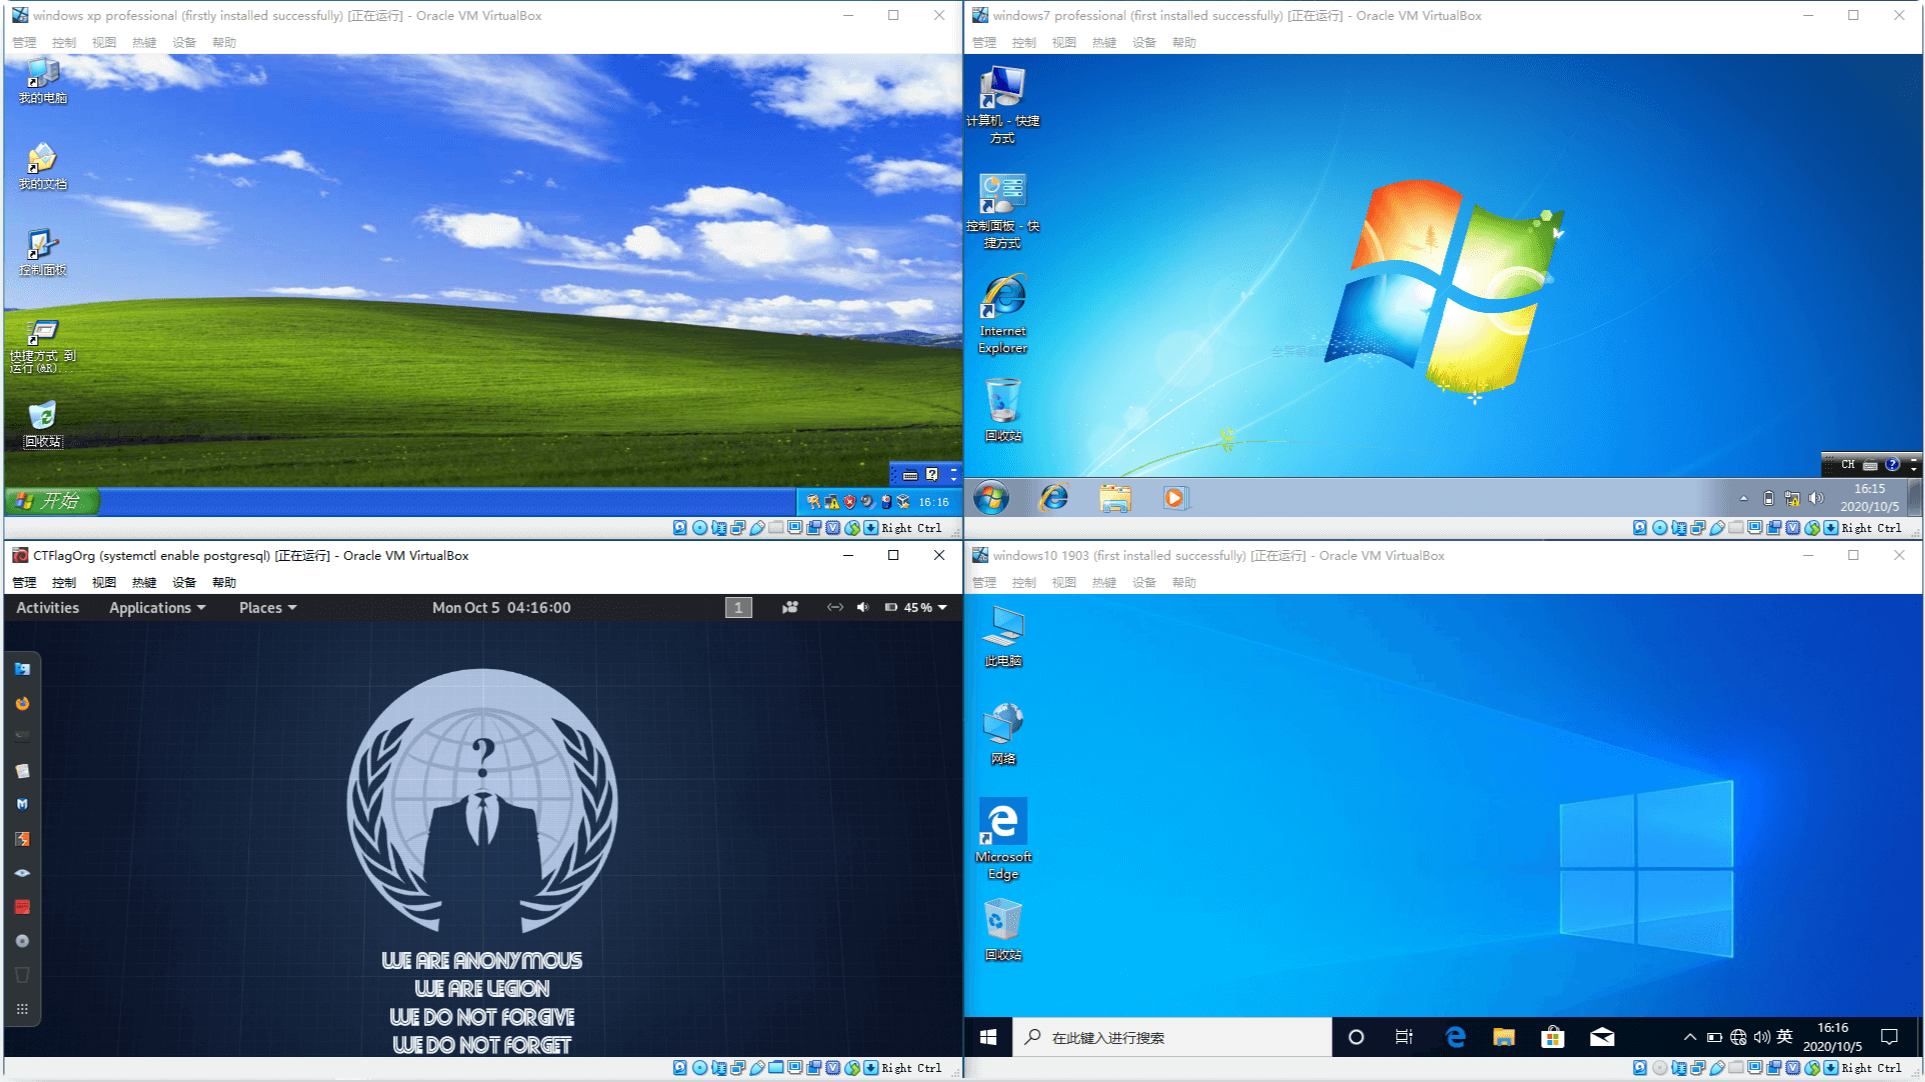 windows xp professional (firstly installed successfully) [正在运行] - Oracle VM VirtualBox
管理 控制 视图 热键 设备 帮助
我的电脑
我的文档
控制面板
快捷方式 到
运行(&R)...
回收站
开始
16:16
Right Ctrl
windows7 professional (first installed successfully) [正在运行] - Oracle VM VirtualBox
管理 控制 视图 热键 设备 帮助
计算机 - 快捷
方式
控制面板 - 快
捷方式
Internet
Explorer
回收站
CH
16:15
2020/10/5
Right Ctrl
CTFlagOrg (systemctl enable postgresql) [正在运行] - Oracle VM VirtualBox
管理 控制 视图 热键 设备 帮助
Activities Applications Places Mon Oct 5 04:16:00 1 45%
?
WE ARE ANONYMOUS
WE ARE LEGION
WE DO NOT FORGIVE
WE DO NOT FORGET
Right Ctrl
windows10 1903 (first installed successfully) [正在运行] - Oracle VM VirtualBox
管理 控制 视图 热键 设备 帮助
此电脑
网络
Microsoft
Edge
回收站
在此键入进行搜索
英
16:16
2020/10/5
Right Ctrl